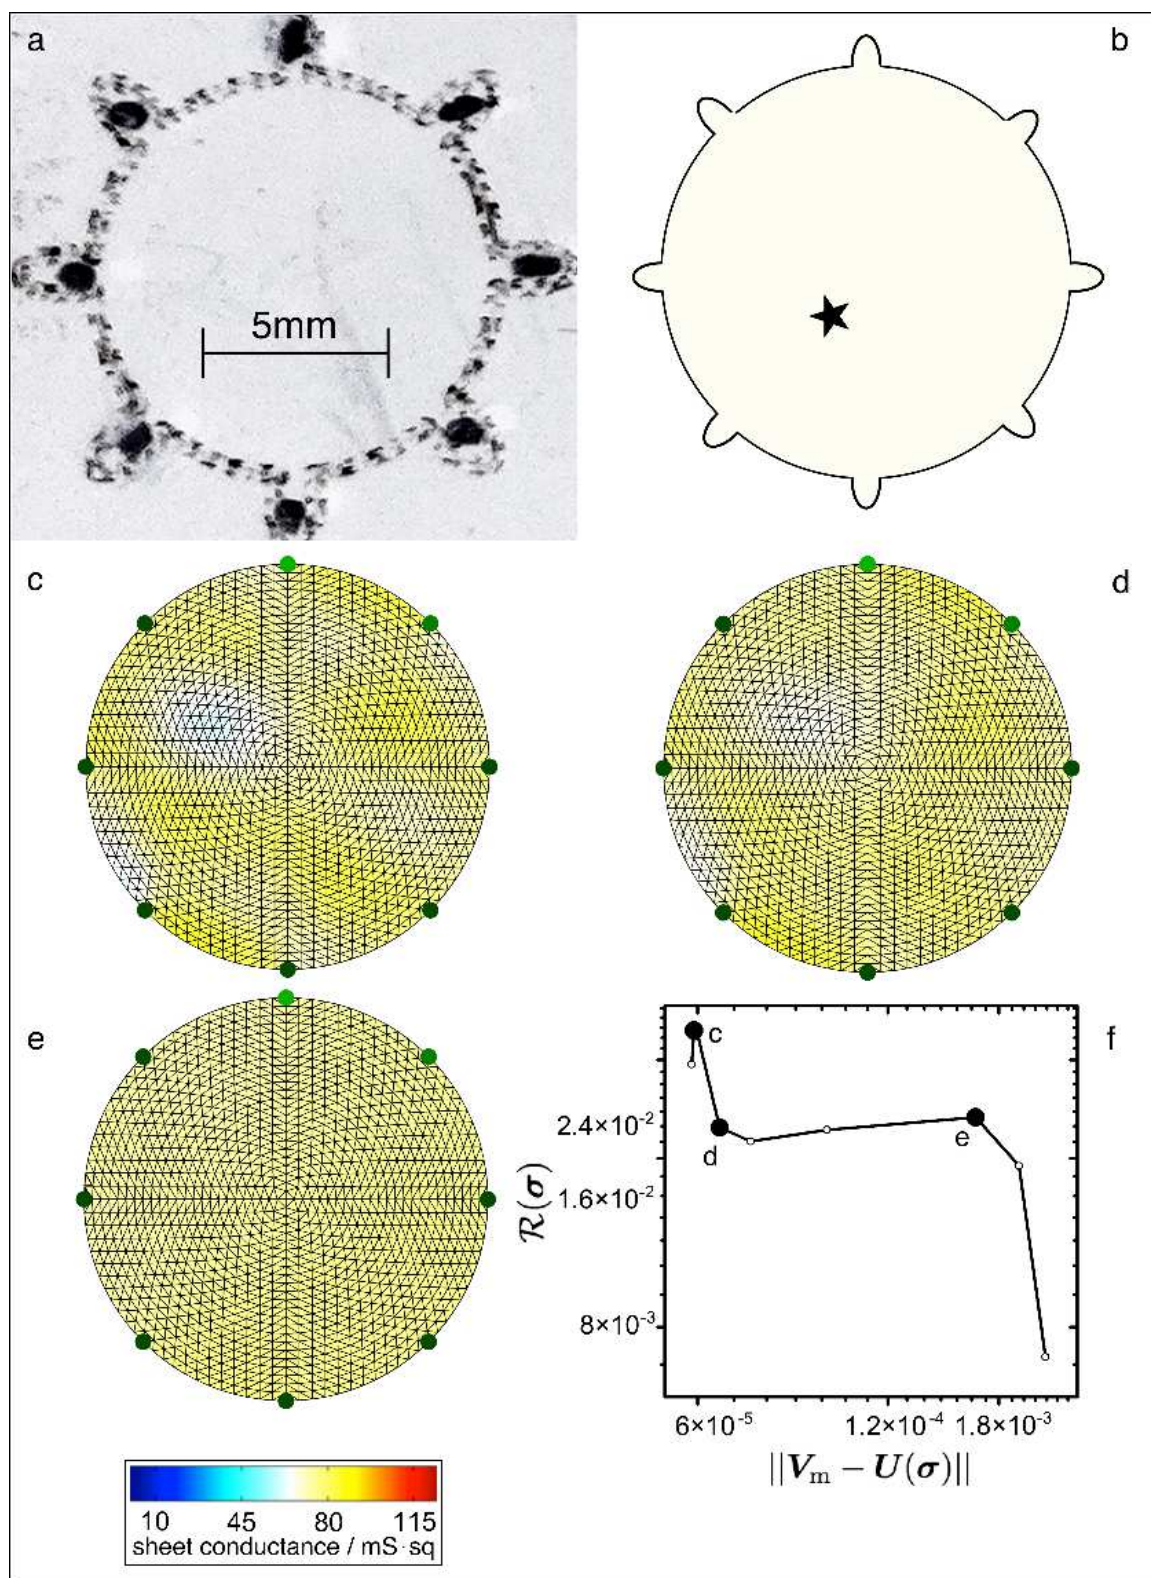 a
b
5mm
c
d
e
f
c
d
e
2.4×10⁻²
1.6×10⁻²
8×10⁻³
R(σ)
6×10⁻⁵
1.2×10⁻⁴
1.8×10⁻³
||Vₘ − U(σ)||
10 45 80 115
sheet conductance / mS·sq